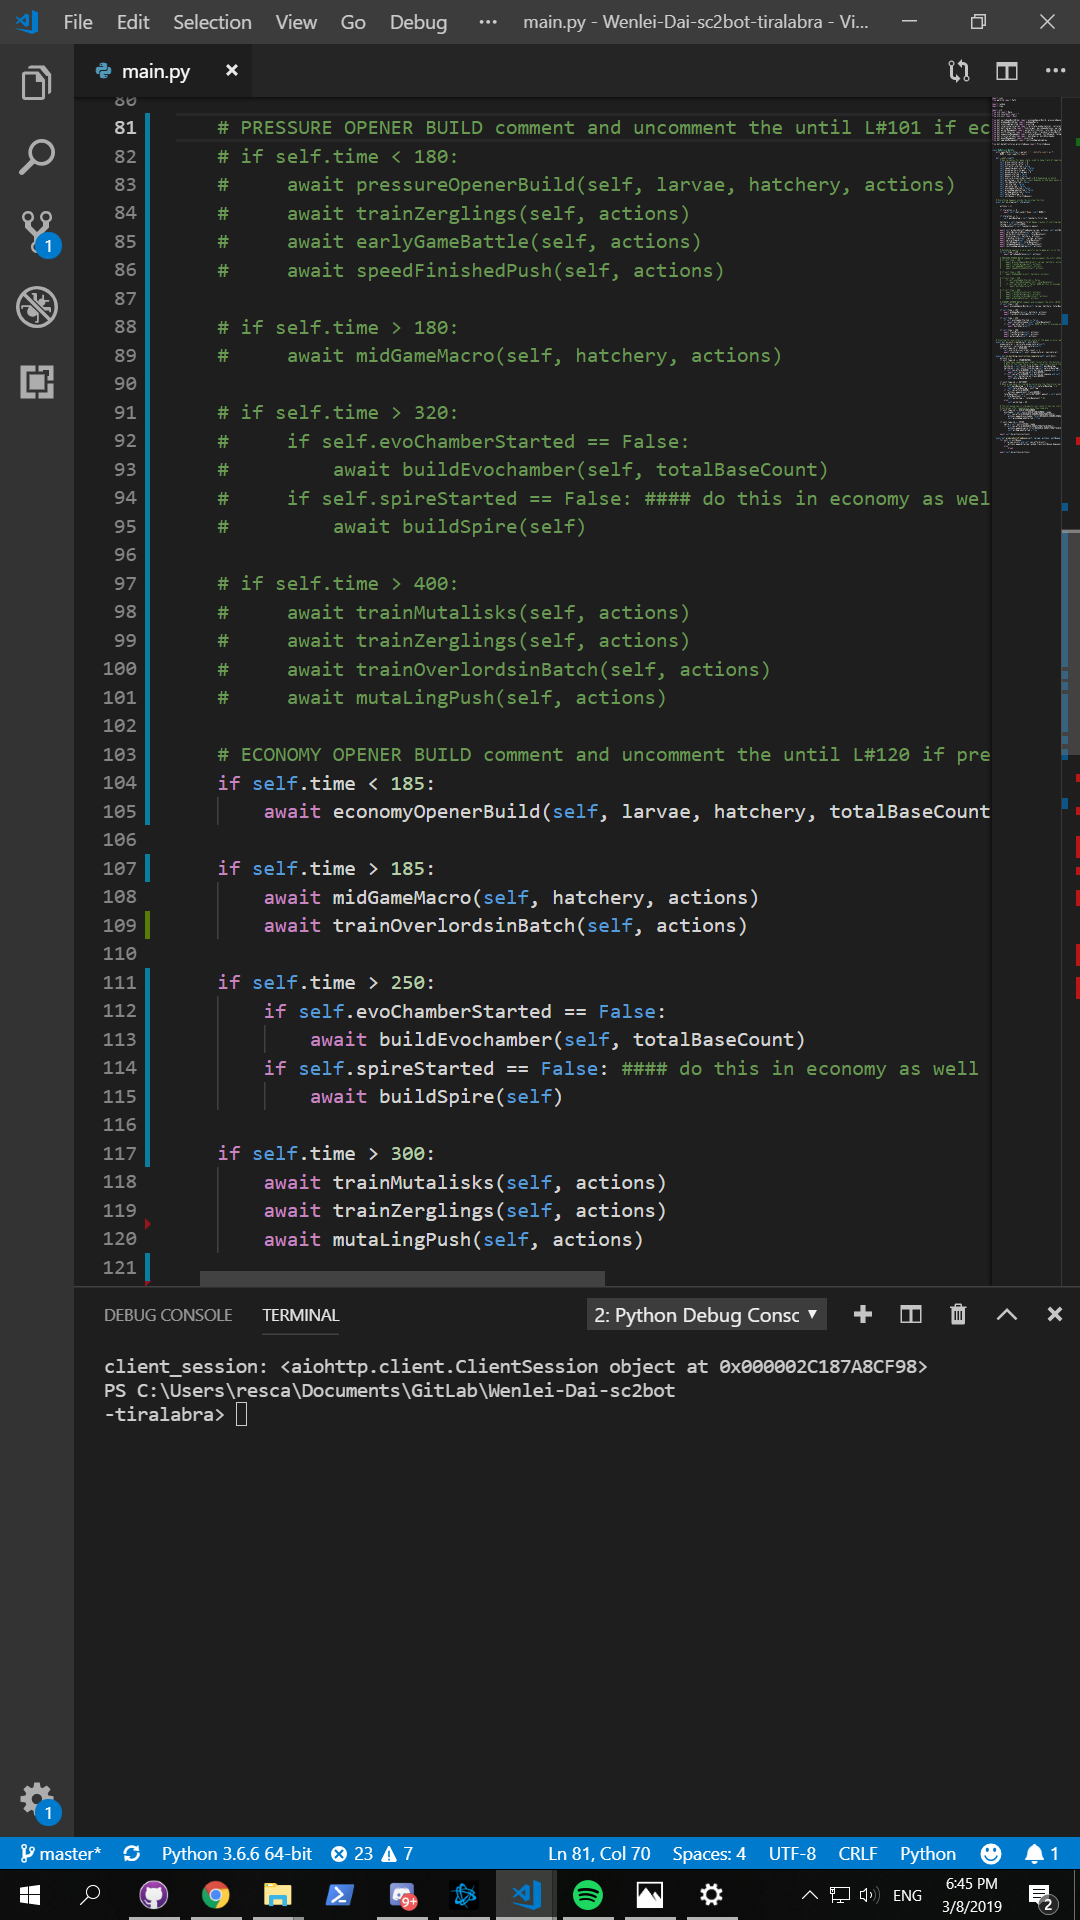 File Edit Selection View Go Debug ··· main.py - Wenlei-Dai-sc2bot-tiralabra - Vi...
main.py
80
81 # PRESSURE OPENER BUILD comment and uncomment the until L#101 if ec
82 # if self.time < 180:
83 #     await pressureOpenerBuild(self, larvae, hatchery, actions)
84 #     await trainZerglings(self, actions)
85 #     await earlyGameBattle(self, actions)
86 #     await speedFinishedPush(self, actions)
87
88 # if self.time > 180:
89 #     await midGameMacro(self, hatchery, actions)
90
91 # if self.time > 320:
92 #     if self.evoChamberStarted == False:
93 #         await buildEvochamber(self, totalBaseCount)
94 #     if self.spireStarted == False: #### do this in economy as wel
95 #         await buildSpire(self)
96
97 # if self.time > 400:
98 #     await trainMutalisks(self, actions)
99 #     await trainZerglings(self, actions)
100 #     await trainOverlordsinBatch(self, actions)
101 #     await mutaLingPush(self, actions)
102
103 # ECONOMY OPENER BUILD comment and uncomment the until L#120 if pre
104 if self.time < 185:
105     await economyOpenerBuild(self, larvae, hatchery, totalBaseCount
106
107 if self.time > 185:
108     await midGameMacro(self, hatchery, actions)
109     await trainOverlordsinBatch(self, actions)
110
111 if self.time > 250:
112     if self.evoChamberStarted == False:
113         await buildEvochamber(self, totalBaseCount)
114     if self.spireStarted == False: #### do this in economy as well
115         await buildSpire(self)
116
117 if self.time > 300:
118     await trainMutalisks(self, actions)
119     await trainZerglings(self, actions)
120     await mutaLingPush(self, actions)
121
1
DEBUG CONSOLE TERMINAL 2: Python Debug Consc
client_session: <aiohttp.client.ClientSession object at 0x000002C187A8CF98>
PS C:\Users\resca\Documents\GitLab\Wenlei-Dai-sc2bot
-tiralabra>
1
master* Python 3.6.6 64-bit 23 7 Ln 81, Col 70 Spaces: 4 UTF-8 CRLF Python 1
9+ ENG 6:45 PM
3/8/2019 2